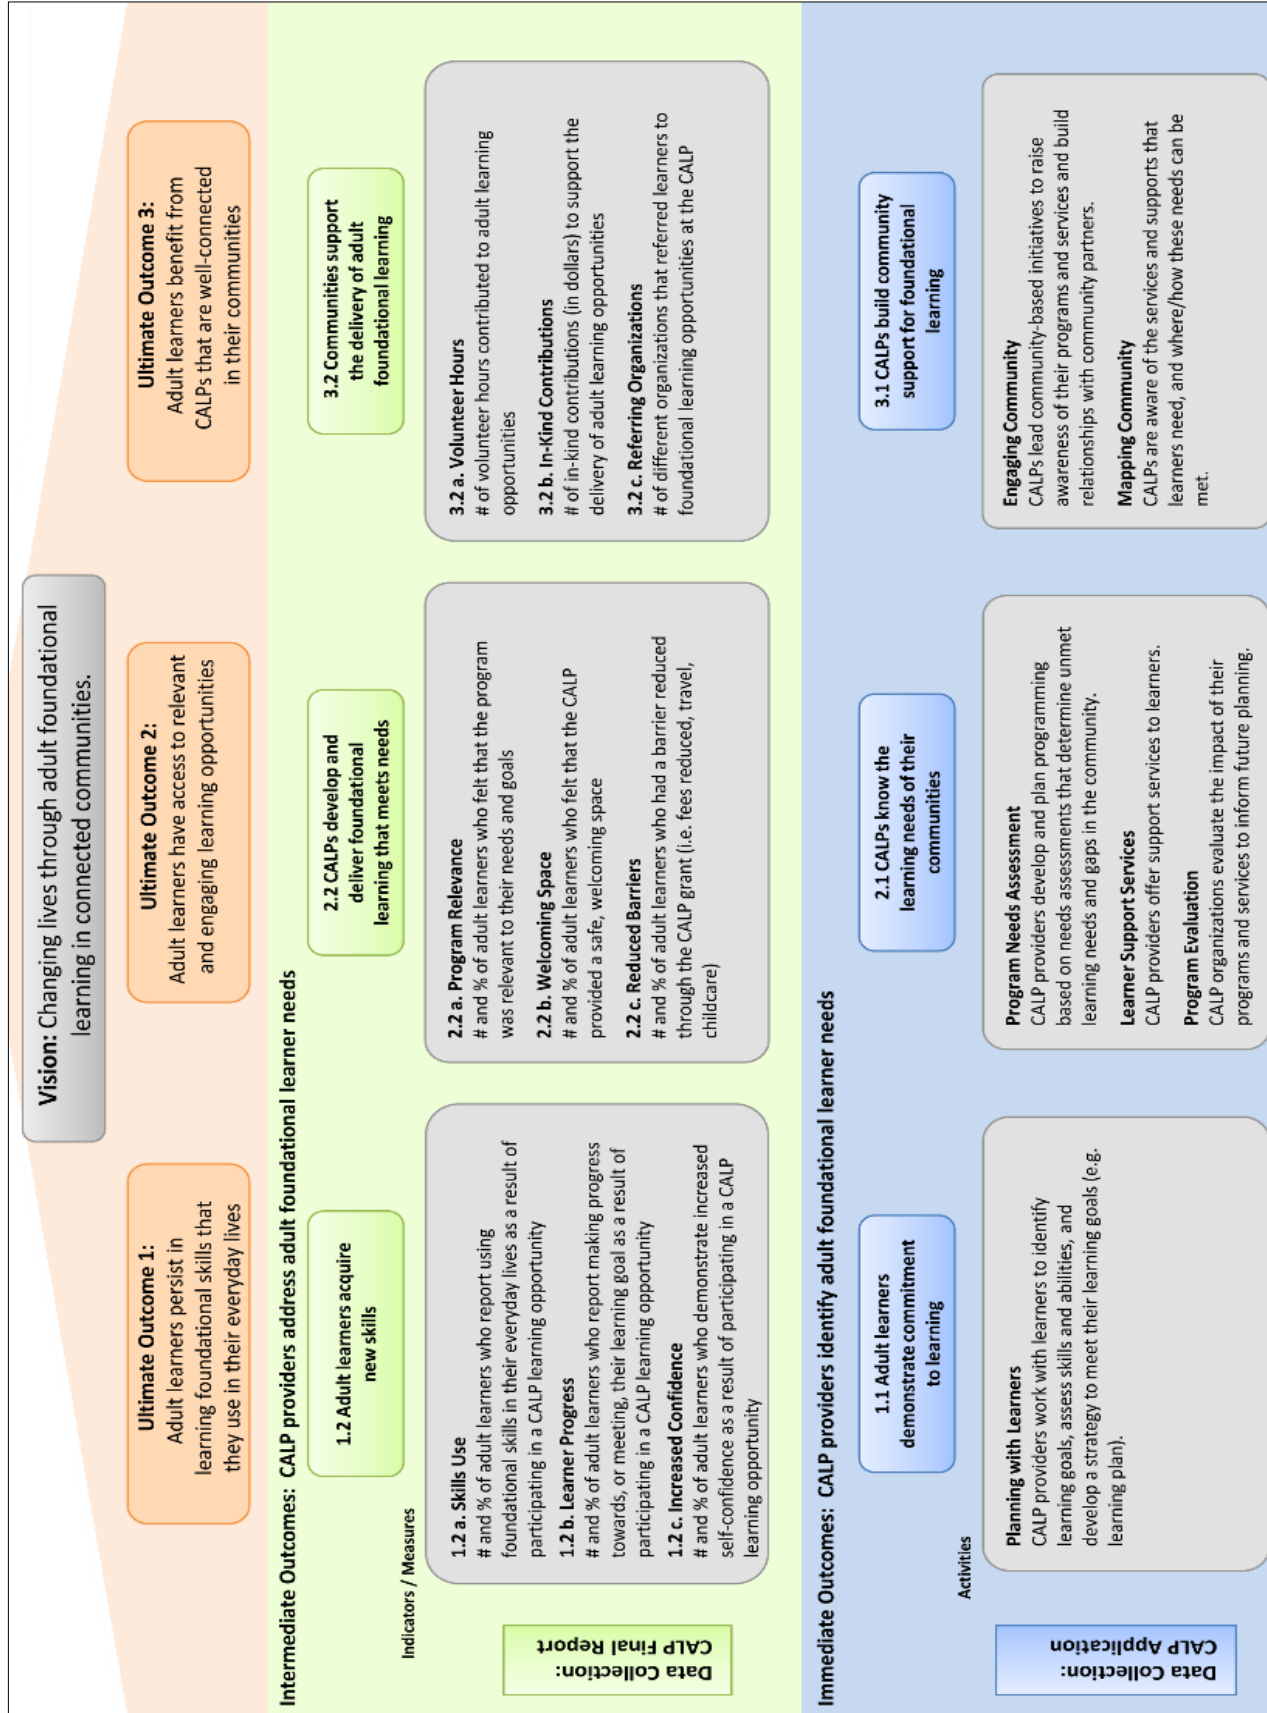 Vision: Changing lives through adult foundational
learning in connected communities.
Ultimate Outcome 1:
Adult learners persist in
learning foundational skills that
they use in their everyday lives
Ultimate Outcome 2:
Adult learners have access to relevant
and engaging learning opportunities
Ultimate Outcome 3:
Adult learners benefit from
CALPs that are well-connected
in their communities
Intermediate Outcomes: CALP providers address adult foundational learner needs
1.2 Adult learners acquire
new skills
2.2 CALPs develop and
deliver foundational
learning that meets needs
3.2 Communities support
the delivery of adult
foundational learning
Indicators / Measures
Data Collection:
CALP Final Report
1.2 a. Skills Use
# and % of adult learners who report using
foundational skills in their everyday lives as a result of
participating in a CALP learning opportunity
1.2 b. Learner Progress
# and % of adult learners who report making progress
towards, or meeting, their learning goal as a result of
participating in a CALP learning opportunity
1.2 c. Increased Confidence
# and % of adult learners who demonstrate increased
self-confidence as a result of participating in a CALP
learning opportunity
2.2 a. Program Relevance
# and % of adult learners who felt that the program
was relevant to their needs and goals
2.2 b. Welcoming Space
# and % of adult learners who felt that the CALP
provided a safe, welcoming space
2.2 c. Reduced Barriers
# and % of adult learners who had a barrier reduced
through the CALP grant (i.e. fees reduced, travel,
childcare)
3.2 a. Volunteer Hours
# of volunteer hours contributed to adult learning
opportunities
3.2 b. In-Kind Contributions
# of in-kind contributions (in dollars) to support the
delivery of adult learning opportunities
3.2 c. Referring Organizations
# of different organizations that referred learners to
foundational learning opportunities at the CALP
Immediate Outcomes: CALP providers identify adult foundational learner needs
1.1 Adult learners
demonstrate commitment
to learning
2.1 CALPs know the
learning needs of their
communities
3.1 CALPs build community
support for foundational
learning
Activities
Data Collection:
CALP Application
Planning with Learners
CALP providers work with learners to identify
learning goals, assess skills and abilities, and
develop a strategy to meet their learning goals (e.g.
learning plan).
Program Needs Assessment
CALP providers develop and plan programming
based on needs assessments that determine unmet
learning needs and gaps in the community.
Learner Support Services
CALP providers offer support services to learners.
Program Evaluation
CALP organizations evaluate the impact of their
programs and services to inform future planning.
Engaging Community
CALPs lead community-based initiatives to raise
awareness of their programs and services and build
relationships with community partners.
Mapping Community
CALPs are aware of the services and supports that
learners need, and where/how these needs can be
met.